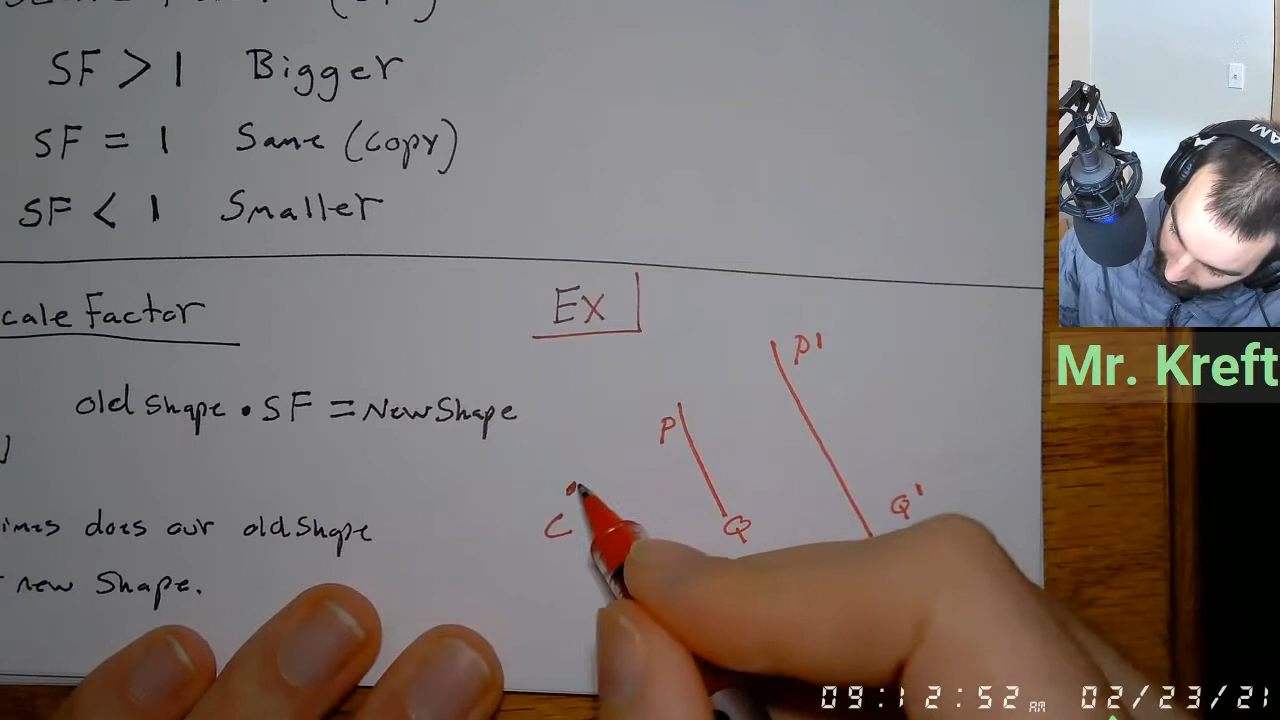 SF > 1 Bigger
SF = 1 Same (copy)
SF < 1 Smaller
cale Factor
Ex
old shape • SF = New Shape
imes does our old shape
new Shape.
P'
P
Q'
Q
C
AM
Mr. Kreft
09:12:52 AM 02/23/21